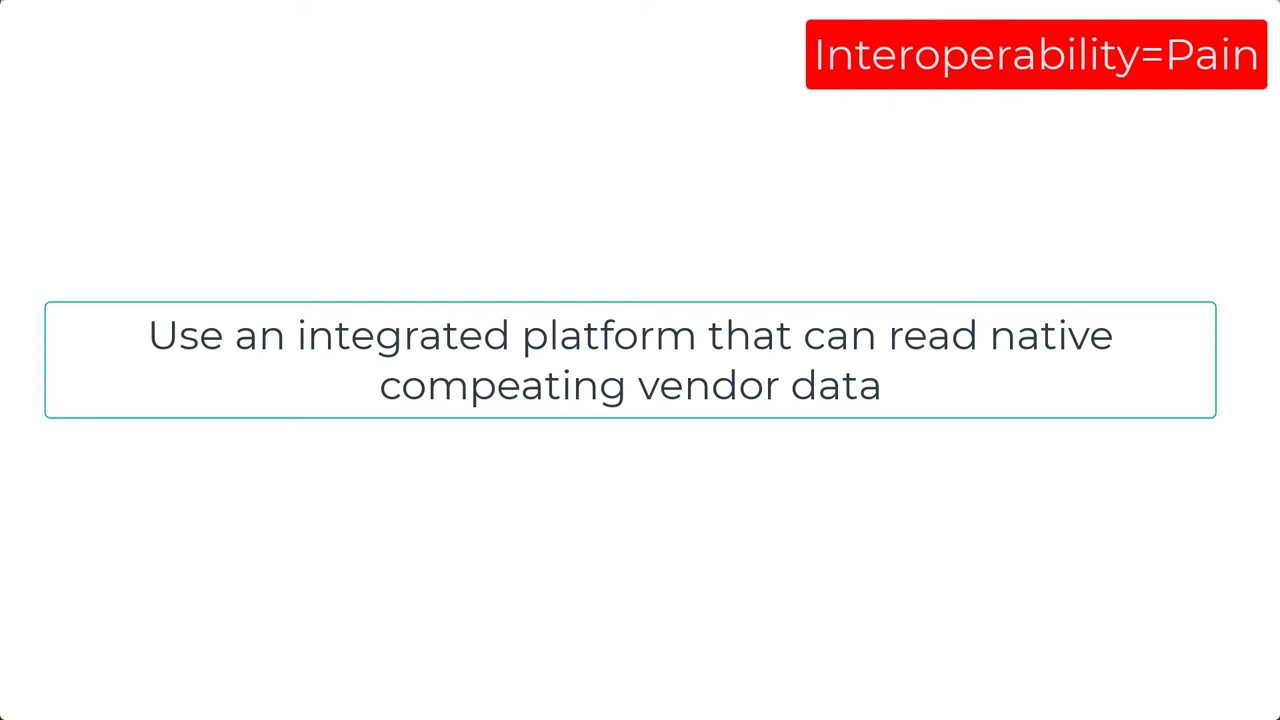 Interoperability=Pain
Use an integrated platform that can read native
compeating vendor data